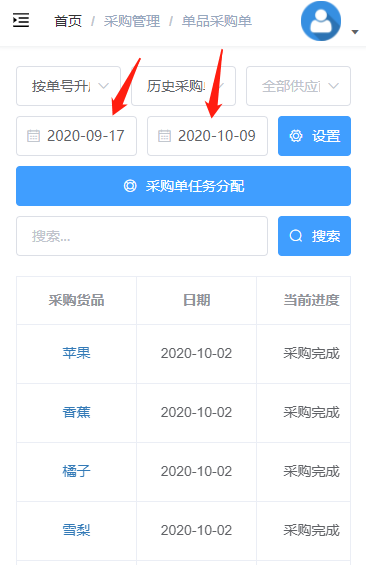 首页 / 采购管理 / 单品采购单
按单号升 历史采购 全部供应商
2020-09-17 2020-10-09 设置
采购单任务分配
搜索... 搜索
采购货品 日期 当前进度
苹果 2020-10-02 采购完成
香蕉 2020-10-02 采购完成
橘子 2020-10-02 采购完成
雪梨 2020-10-02 采购完成